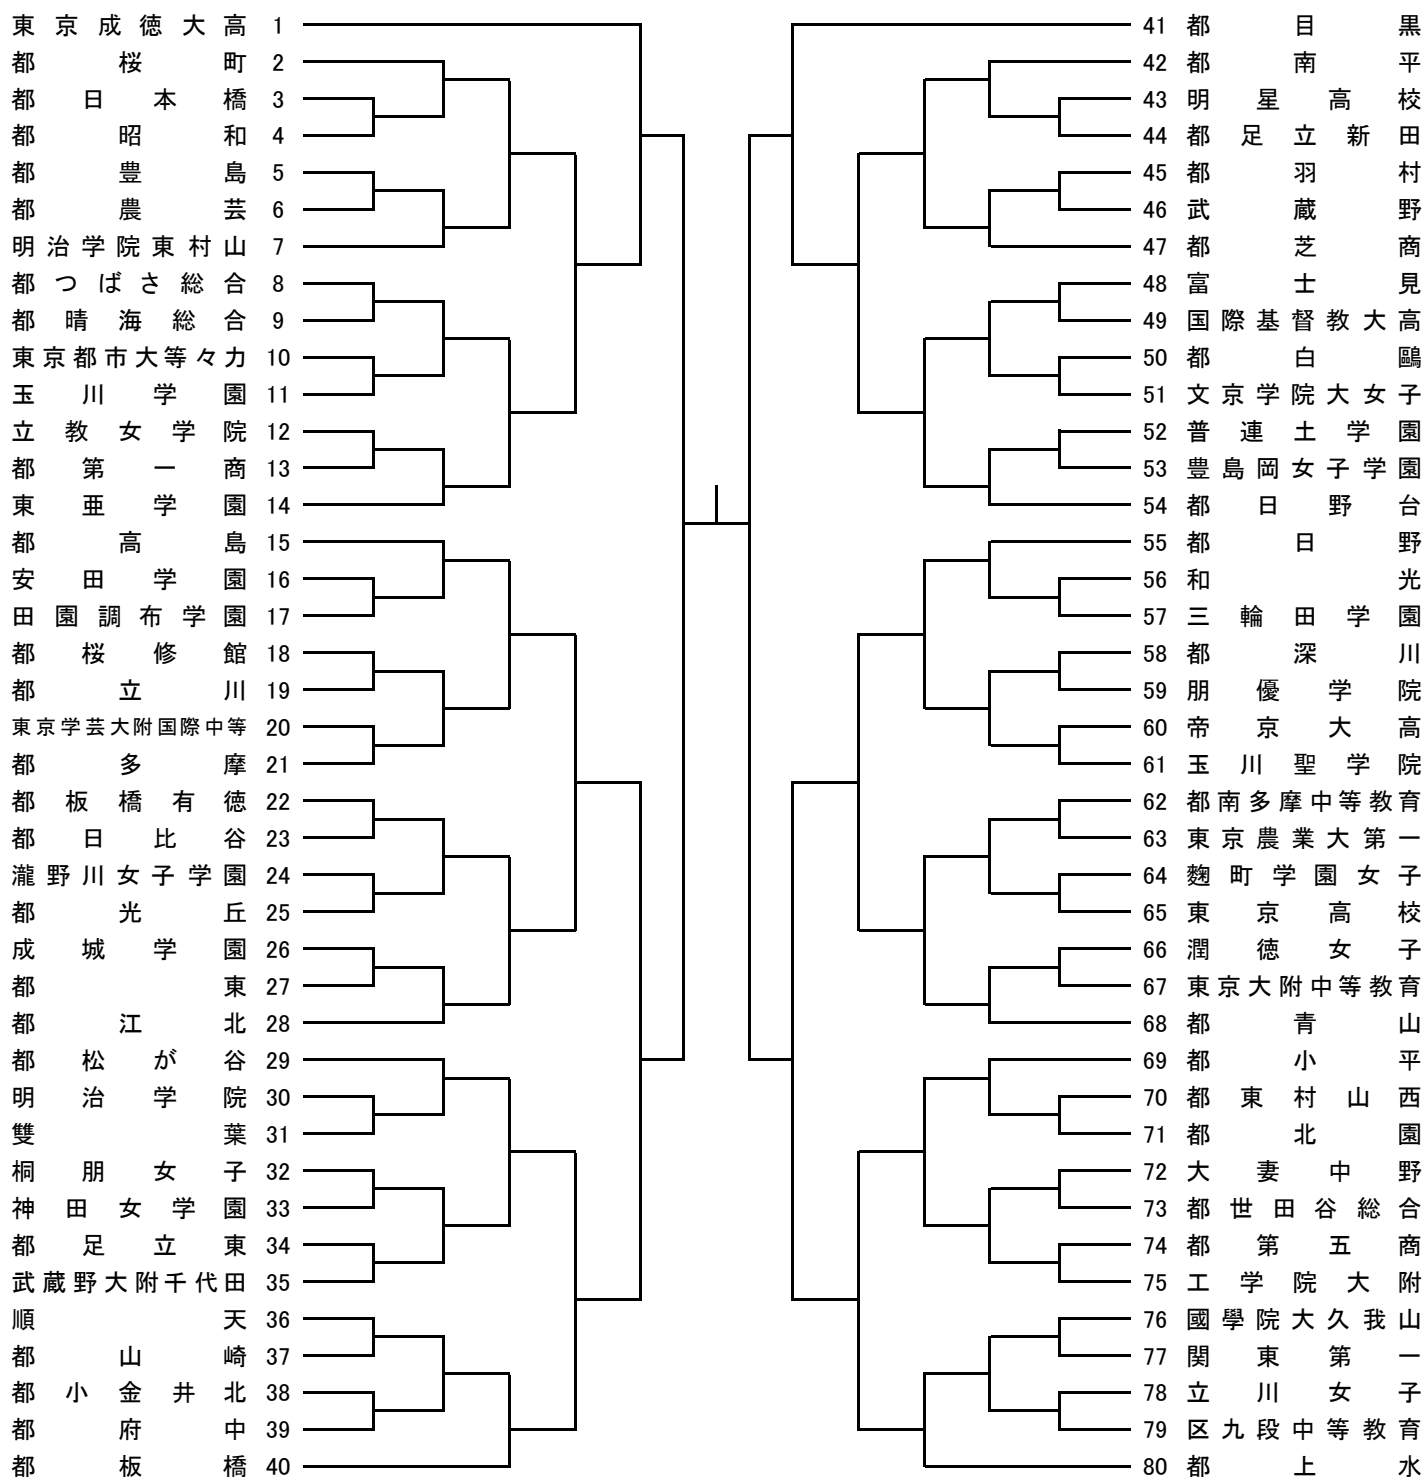 東京成徳大高 1
都桜町 2
都日本橋 3
都昭和 4
都豊島 5
都農芸 6
明治学院東村山 7
都つばさ総合 8
都晴海総合 9
東京都市大等々力 10
玉川学園 11
立教女学院 12
都第一商 13
東亜学園 14
都高島 15
安田学園 16
田園調布学園 17
都桜修館 18
都立川 19
東京学芸大附国際中等 20
都多摩 21
都板橋有徳 22
都日比谷 23
瀧野川女子学園 24
都光丘 25
成城学園 26
都東 27
都江北 28
都松が谷 29
明治学院 30
雙葉 31
桐朋女子 32
神田女学園 33
都足立東 34
武蔵野大附千代田 35
順天 36
都山崎 37
都小金井北 38
都府中 39
都板橋 40
41 都目黒
42 都南平
43 明星高校
44 都足立新田
45 都羽村
46 武蔵野
47 都芝商
48 富士見
49 国際基督教大高
50 都白鷗
51 文京学院大女子
52 普連土学園
53 豊島岡女子学園
54 都日野台
55 都日野
56 和光
57 三輪田学園
58 都深川
59 朋優学院
60 帝京大高
61 玉川聖学院
62 都南多摩中等教育
63 東京農業大第一
64 麴町学園女子
65 東京高校
66 潤徳女子
67 東京大附中等教育
68 都青山
69 都小平
70 都東村山西
71 都北園
72 大妻中野
73 都世田谷総合
74 都第五商
75 工学院大附
76 國學院大久我山
77 関東第一
78 立川女子
79 区九段中等教育
80 都上水